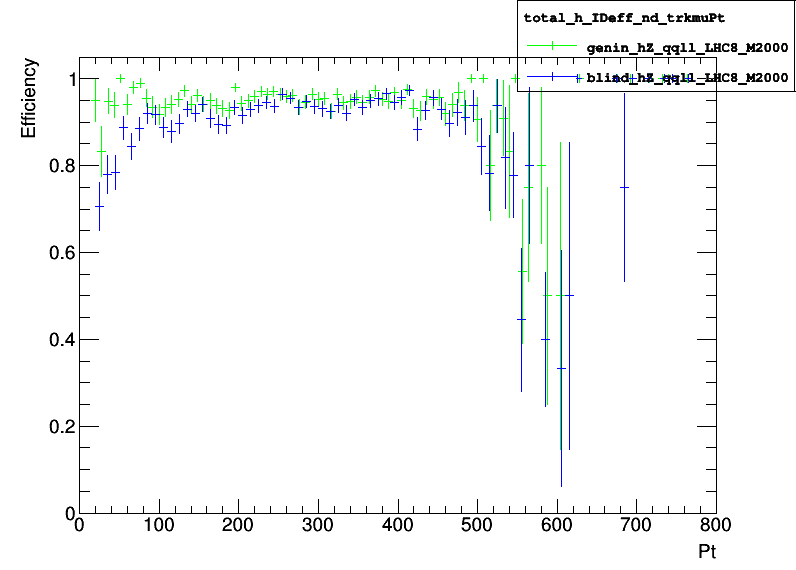 total_h_IDeff_nd_trkmuPt
genin_hZ_qqll_LHC8_M2000
blind_hZ_qqll_LHC8_M2000
Efficiency
1
0.8
0.6
0.4
0.2
0
0 100 200 300 400 500 600 700 800
Pt